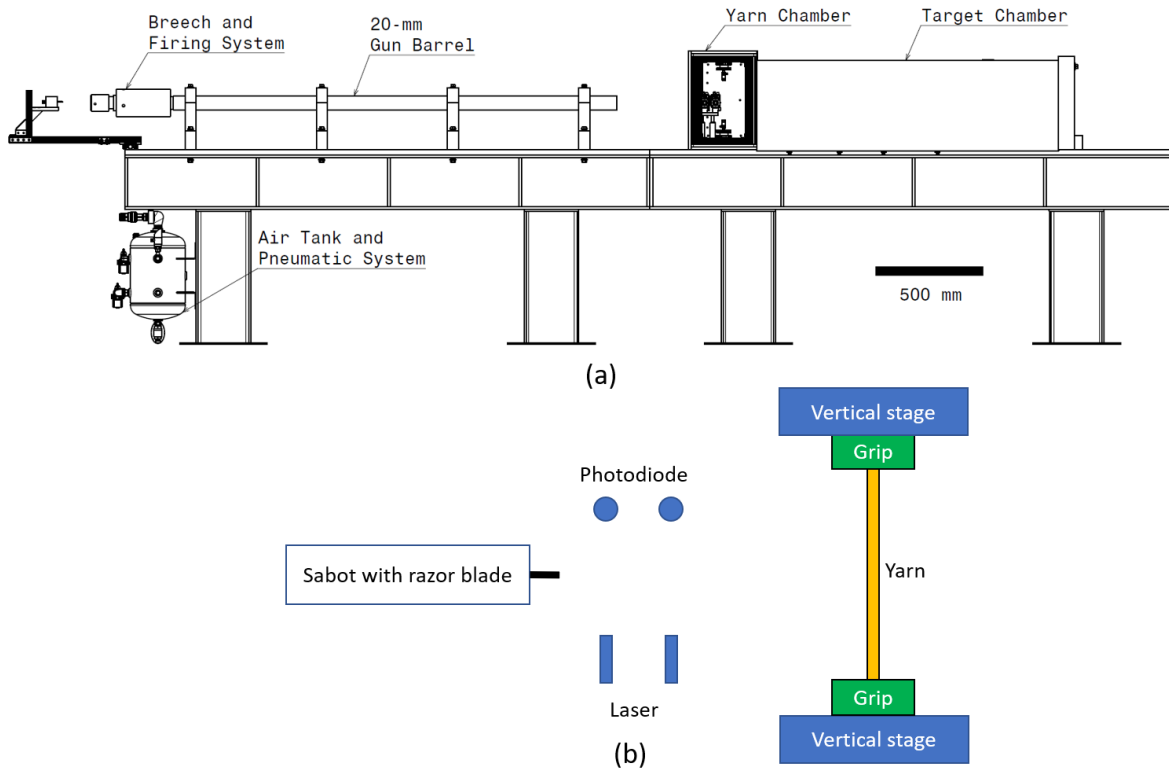 Breech and
Firing System
20-mm
Gun Barrel
Yarn Chamber
Target Chamber
Air Tank and
Pneumatic System
500 mm
(a)
Vertical stage
Grip
Photodiode
Sabot with razor blade
Yarn
Grip
Laser
Vertical stage
(b)